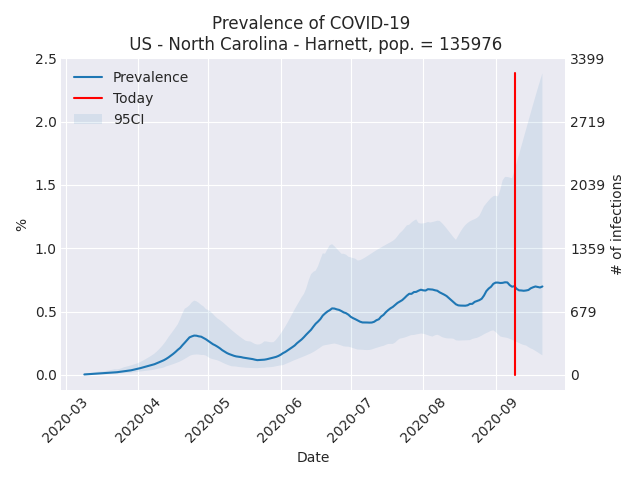 Prevalence of COVID-19
US - North Carolina - Harnett, pop. = 135976
Prevalence
Today
95CI
2.5
2.0
1.5
1.0
0.5
0.0
%
3399
2719
2039
1359
679
0
# of infections
2020-03
2020-04
2020-05
2020-06
2020-07
2020-08
2020-09
Date